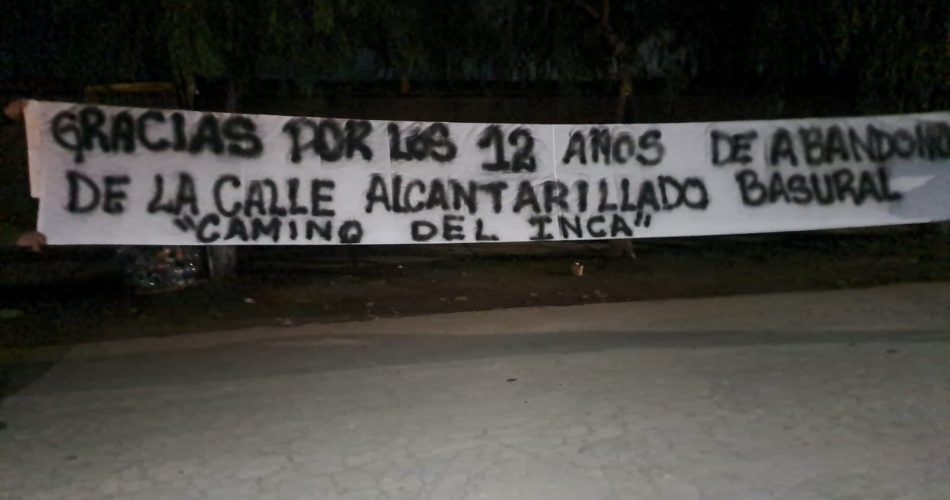 GRACIAS POR LOS 12 AÑOS DE ABANDONO
DE LA CALLE ALCANTARILLADO BASURAL
"CAMINO DEL INCA"